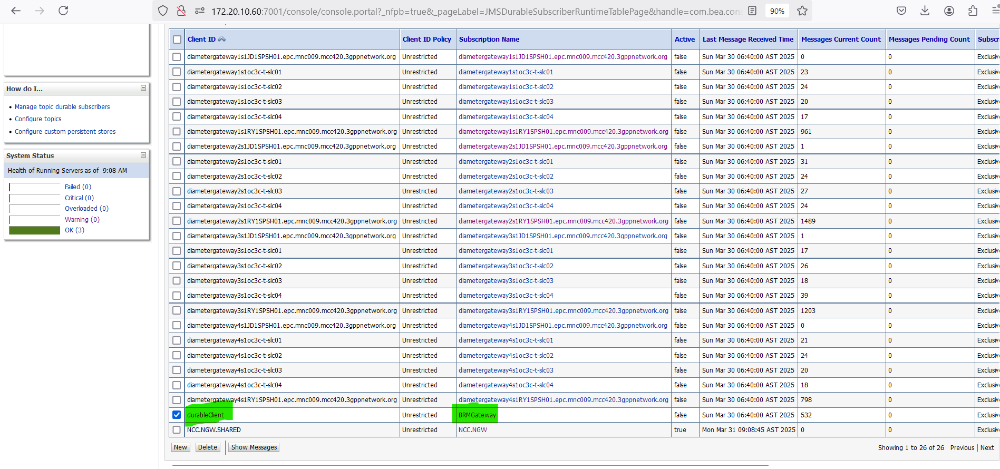 172.20.10.60:7001/console/console.portal?_nfpb=true&_pageLabel=JMSDurableSubscriberRuntimeTablePage&handle=com.bea.con
90%
How do I...
Manage topic durable subscribers
Configure topics
Configure custom persistent stores
System Status
Health of Running Servers as of 9:08 AM
Failed (0)
Critical (0)
Overloaded (0)
Warning (0)
OK (3)
Client ID Client ID Policy Subscription Name Active Last Message Received Time Messages Current Count Messages Pending Count Subscri
diametergateway1s1JD1SPSH01.epc.mnc009.mcc420.3gppnetwork.org Unrestricted diametergateway1s1JD1SPSH01.epc.mnc009.mcc420.3gppnetwork.org false Sun Mar 30 06:40:00 AST 2025 0 0 Exclusiv
diametergateway1s1oc3c-t-slc01 Unrestricted diametergateway1s1oc3c-t-slc01 false Sun Mar 30 06:40:00 AST 2025 23 0 Exclusiv
diametergateway1s1oc3c-t-slc02 Unrestricted diametergateway1s1oc3c-t-slc02 false Sun Mar 30 06:40:00 AST 2025 24 0 Exclusiv
diametergateway1s1oc3c-t-slc03 Unrestricted diametergateway1s1oc3c-t-slc03 false Sun Mar 30 06:40:00 AST 2025 20 0 Exclusiv
diametergateway1s1oc3c-t-slc04 Unrestricted diametergateway1s1oc3c-t-slc04 false Sun Mar 30 06:40:00 AST 2025 17 0 Exclusiv
diametergateway1s1RY1SPSH01.epc.mnc009.mcc420.3gppnetwork.org Unrestricted diametergateway1s1RY1SPSH01.epc.mnc009.mcc420.3gppnetwork.org false Sun Mar 30 06:40:00 AST 2025 961 0 Exclusiv
diametergateway2s1JD1SPSH01.epc.mnc009.mcc420.3gppnetwork.org Unrestricted diametergateway2s1JD1SPSH01.epc.mnc009.mcc420.3gppnetwork.org false Sun Mar 30 06:40:00 AST 2025 1 0 Exclusiv
diametergateway2s1oc3c-t-slc01 Unrestricted diametergateway2s1oc3c-t-slc01 false Sun Mar 30 06:40:00 AST 2025 31 0 Exclusiv
diametergateway2s1oc3c-t-slc02 Unrestricted diametergateway2s1oc3c-t-slc02 false Sun Mar 30 06:40:00 AST 2025 24 0 Exclusiv
diametergateway2s1oc3c-t-slc03 Unrestricted diametergateway2s1oc3c-t-slc03 false Sun Mar 30 06:40:00 AST 2025 27 0 Exclusiv
diametergateway2s1oc3c-t-slc04 Unrestricted diametergateway2s1oc3c-t-slc04 false Sun Mar 30 06:40:00 AST 2025 24 0 Exclusiv
diametergateway2s1RY1SPSH01.epc.mnc009.mcc420.3gppnetwork.org Unrestricted diametergateway2s1RY1SPSH01.epc.mnc009.mcc420.3gppnetwork.org false Sun Mar 30 06:40:00 AST 2025 1489 0 Exclusiv
diametergateway3s1JD1SPSH01.epc.mnc009.mcc420.3gppnetwork.org Unrestricted diametergateway3s1JD1SPSH01.epc.mnc009.mcc420.3gppnetwork.org false Sun Mar 30 06:40:00 AST 2025 1 0 Exclusiv
diametergateway3s1oc3c-t-slc01 Unrestricted diametergateway3s1oc3c-t-slc01 false Sun Mar 30 06:40:00 AST 2025 17 0 Exclusiv
diametergateway3s1oc3c-t-slc02 Unrestricted diametergateway3s1oc3c-t-slc02 false Sun Mar 30 06:40:00 AST 2025 26 0 Exclusiv
diametergateway3s1oc3c-t-slc03 Unrestricted diametergateway3s1oc3c-t-slc03 false Sun Mar 30 06:40:00 AST 2025 18 0 Exclusiv
diametergateway3s1oc3c-t-slc04 Unrestricted diametergateway3s1oc3c-t-slc04 false Sun Mar 30 06:40:00 AST 2025 39 0 Exclusiv
diametergateway3s1RY1SPSH01.epc.mnc009.mcc420.3gppnetwork.org Unrestricted diametergateway3s1RY1SPSH01.epc.mnc009.mcc420.3gppnetwork.org false Sun Mar 30 06:40:00 AST 2025 1203 0 Exclusiv
diametergateway4s1JD1SPSH01.epc.mnc009.mcc420.3gppnetwork.org Unrestricted diametergateway4s1JD1SPSH01.epc.mnc009.mcc420.3gppnetwork.org false Sun Mar 30 06:40:00 AST 2025 0 0 Exclusiv
diametergateway4s1oc3c-t-slc01 Unrestricted diametergateway4s1oc3c-t-slc01 false Sun Mar 30 06:40:00 AST 2025 21 0 Exclusiv
diametergateway4s1oc3c-t-slc02 Unrestricted diametergateway4s1oc3c-t-slc02 false Sun Mar 30 06:40:00 AST 2025 24 0 Exclusiv
diametergateway4s1oc3c-t-slc03 Unrestricted diametergateway4s1oc3c-t-slc03 false Sun Mar 30 06:40:00 AST 2025 20 0 Exclusiv
diametergateway4s1oc3c-t-slc04 Unrestricted diametergateway4s1oc3c-t-slc04 false Sun Mar 30 06:40:00 AST 2025 18 0 Exclusiv
diametergateway4s1RY1SPSH01.epc.mnc009.mcc420.3gppnetwork.org Unrestricted diametergateway4s1RY1SPSH01.epc.mnc009.mcc420.3gppnetwork.org false Sun Mar 30 06:40:00 AST 2025 798 0 Exclusiv
durableClient Unrestricted BRMGateway false Sun Mar 30 06:40:00 AST 2025 532 0 Exclusiv
NCC.NGW.SHARED Unrestricted NCC.NGW true Mon Mar 31 09:08:45 AST 2025 0 0 Exclusiv
New Delete Show Messages Showing 1 to 26 of 26 Previous Next